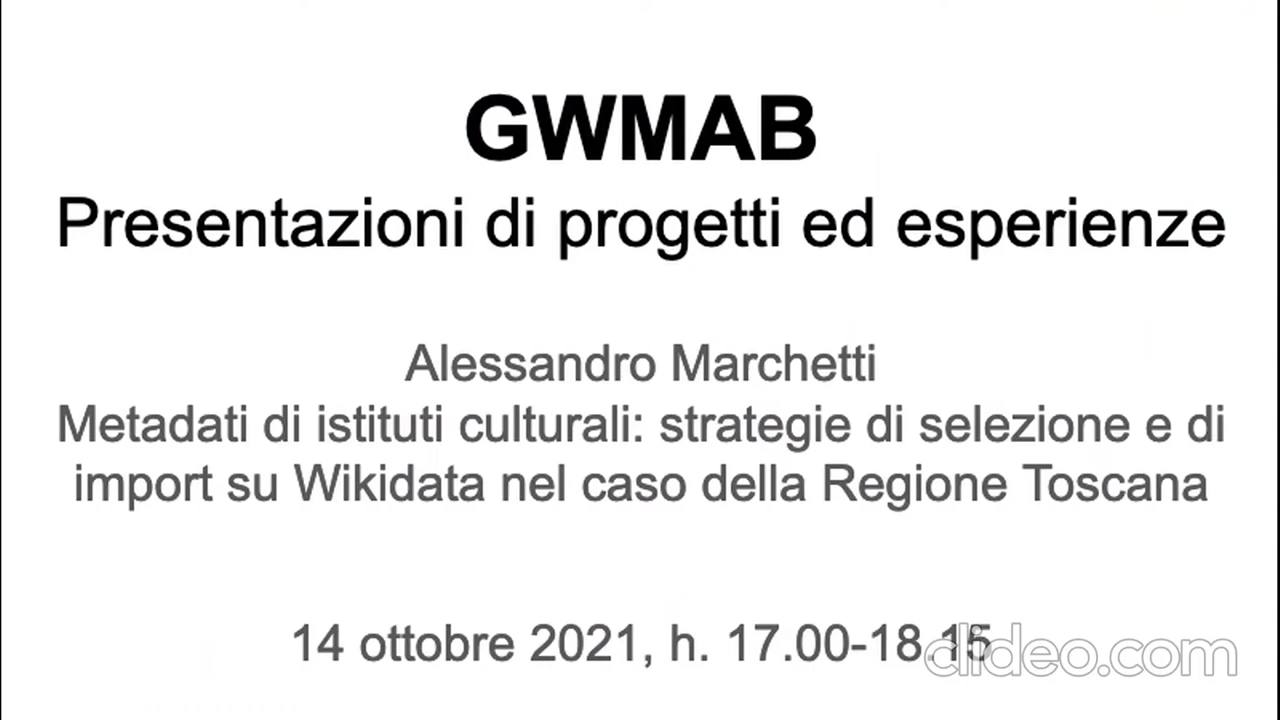 GWMAB
Presentazioni di progetti ed esperienze
Alessandro Marchetti
Metadati di istituti culturali: strategie di selezione e di
import su Wikidata nel caso della Regione Toscana
14 ottobre 2021, h. 17.00-18.15
clideo.com